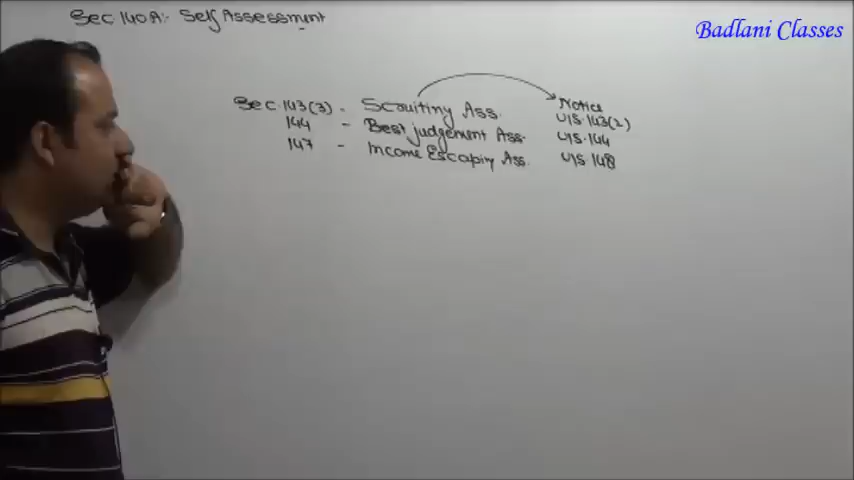 Sec 140A:- Self Assessment
Badlani Classes
Notice
Sec.143(3) - Scruitiny Ass. U/S.143(2)
144 - Best judgement Ass. U/S.144
147 - Income Escaping Ass. U/S 148